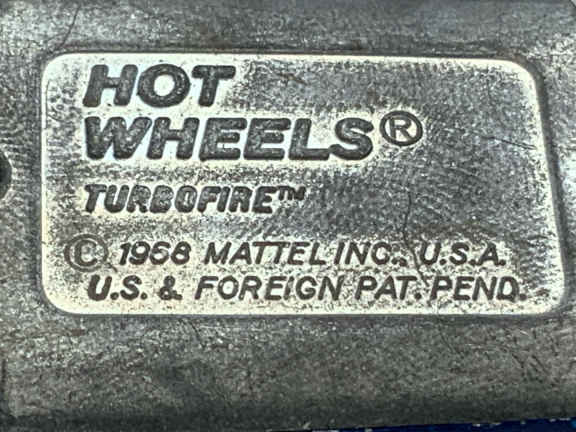 HOT
WHEELS®
TURBOFIRE™
© 1968 MATTEL INC., U.S.A.
U.S. & FOREIGN PAT. PEND.